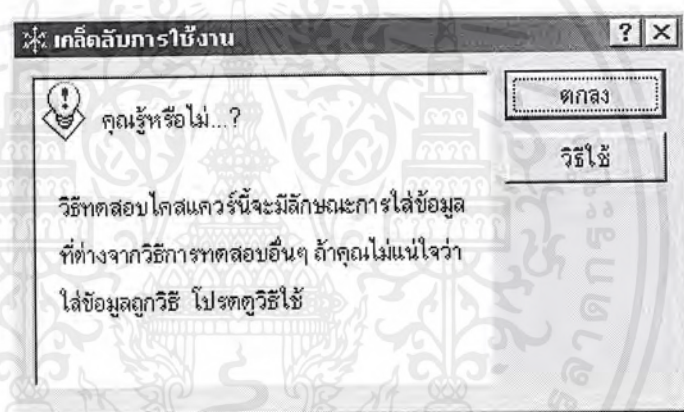 เคล็ดลับการใช้งาน
คุณรู้หรือไม่...?
ตกลง
วิธีใช้
วิธีทดสอบไคสแควร์นี้จะมีลักษณะการใส่ข้อมูล
ที่ต่างจากวิธีการทดสอบอื่นๆ ถ้าคุณไม่แน่ใจว่า
ใส่ข้อมูลถูกวิธี โปรดดูวิธีใช้